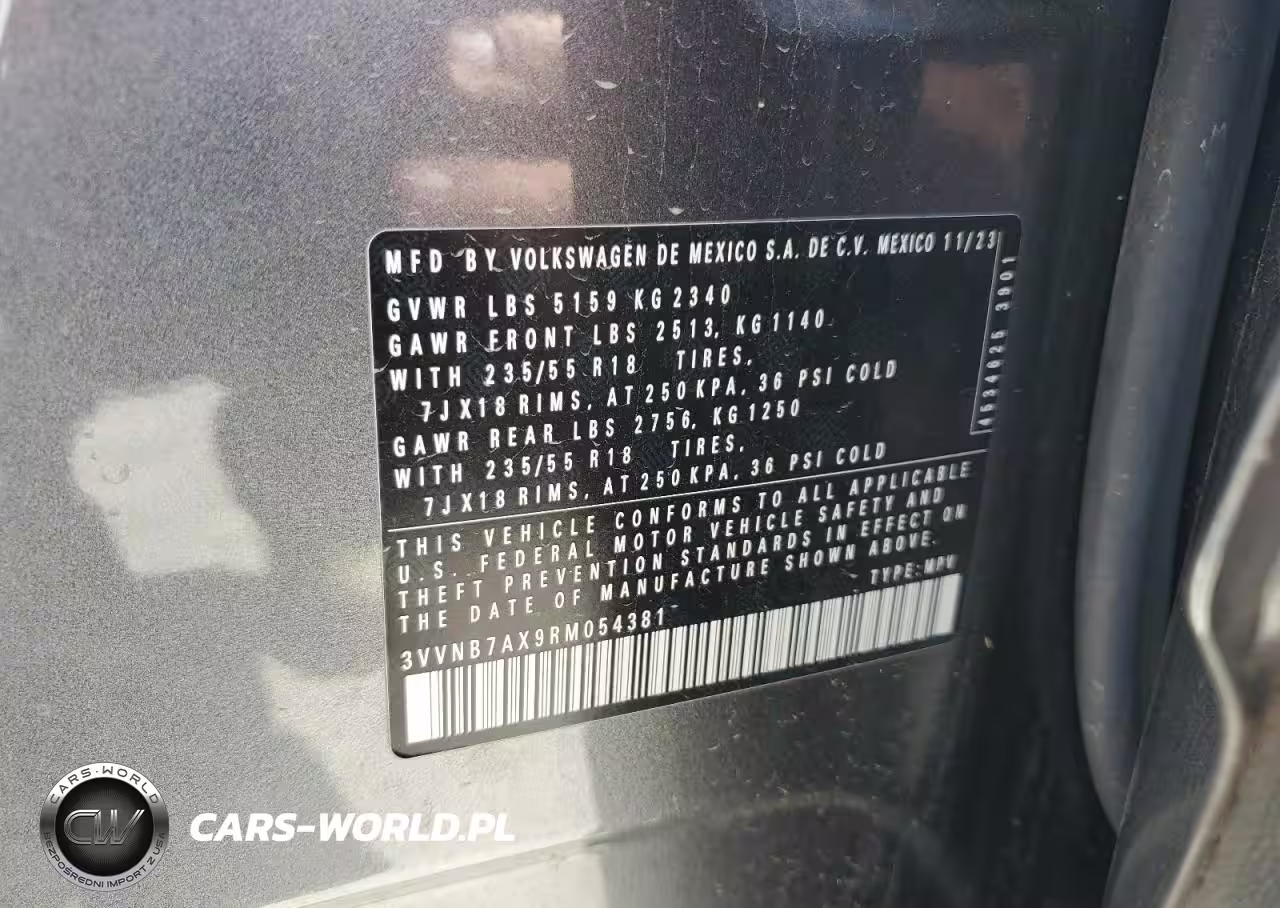 MFD BY VOLKSWAGEN DE MEXICO S.A. DE C.V. MEXICO 11/23
GVWR LBS 5159 KG 2340
GAWR FRONT LBS 2513, KG 1140
WITH 235/55 R18 TIRES,
7JX18 RIMS, AT 250 KPA, 36 PSI COLD
GAWR REAR LBS 2756, KG 1250
WITH 235/55 R18 TIRES,
7JX18 RIMS, AT 250 KPA, 36 PSI COLD
4534625 3901
THIS VEHICLE CONFORMS TO ALL APPLICABLE
U.S. FEDERAL MOTOR VEHICLE SAFETY AND
THEFT PREVENTION STANDARDS IN EFFECT ON
THE DATE OF MANUFACTURE SHOWN ABOVE.
TYPE:MPV
3VVNB7AX9RM054381
CARS-WORLD
CW
BEZPOŚREDNI IMPORT Z USA
CARS-WORLD.PL